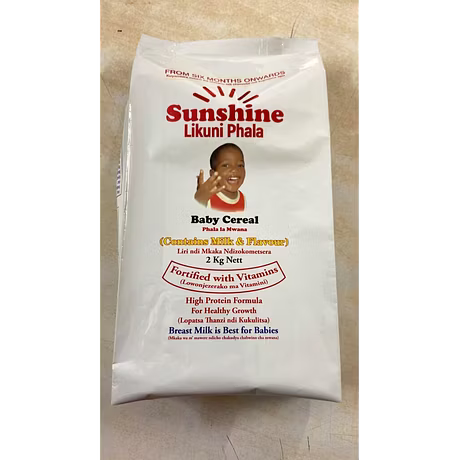 FROM SIX MONTHS ONWARDS
Sunshine
Likuni Phala
Baby Cereal
Phala la Mwana
(Contains Milk & Flavour)
Liri ndi Mkaka Ndizokometsera
2 Kg Nett
Fortified with Vitamins
(Lowonjezerako ma Vitamini)
High Protein Formula
For Healthy Growth
(Lopatsa Thanzi ndi Kukulitsa)
Breast Milk is Best for Babies